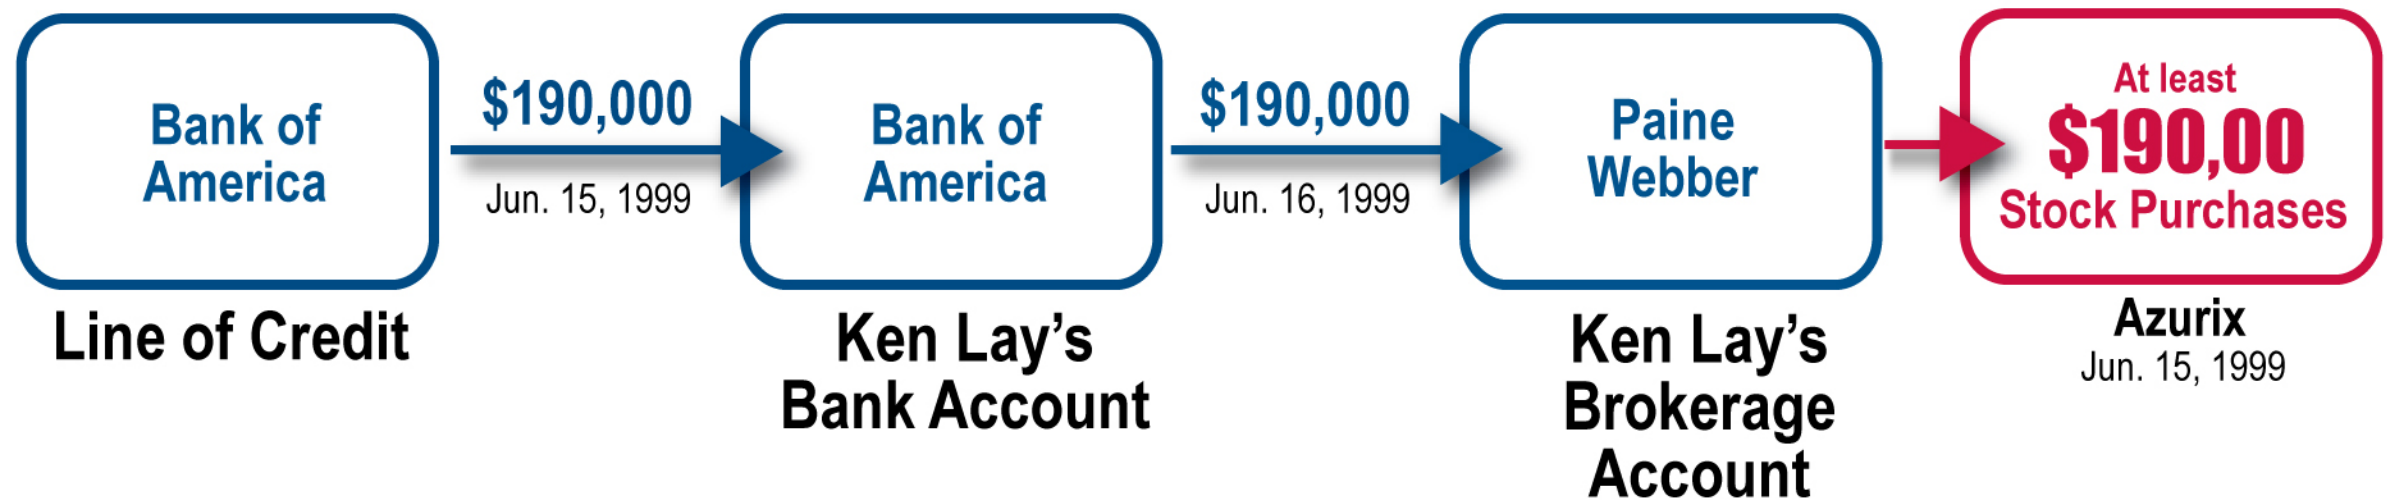 Bank of
America
Line of Credit
$190,000
Jun. 15, 1999
Bank of
America
Ken Lay’s
Bank Account
$190,000
Jun. 16, 1999
Paine
Webber
Ken Lay’s
Brokerage
Account
At least
$190,00
Stock Purchases
Azurix
Jun. 15, 1999